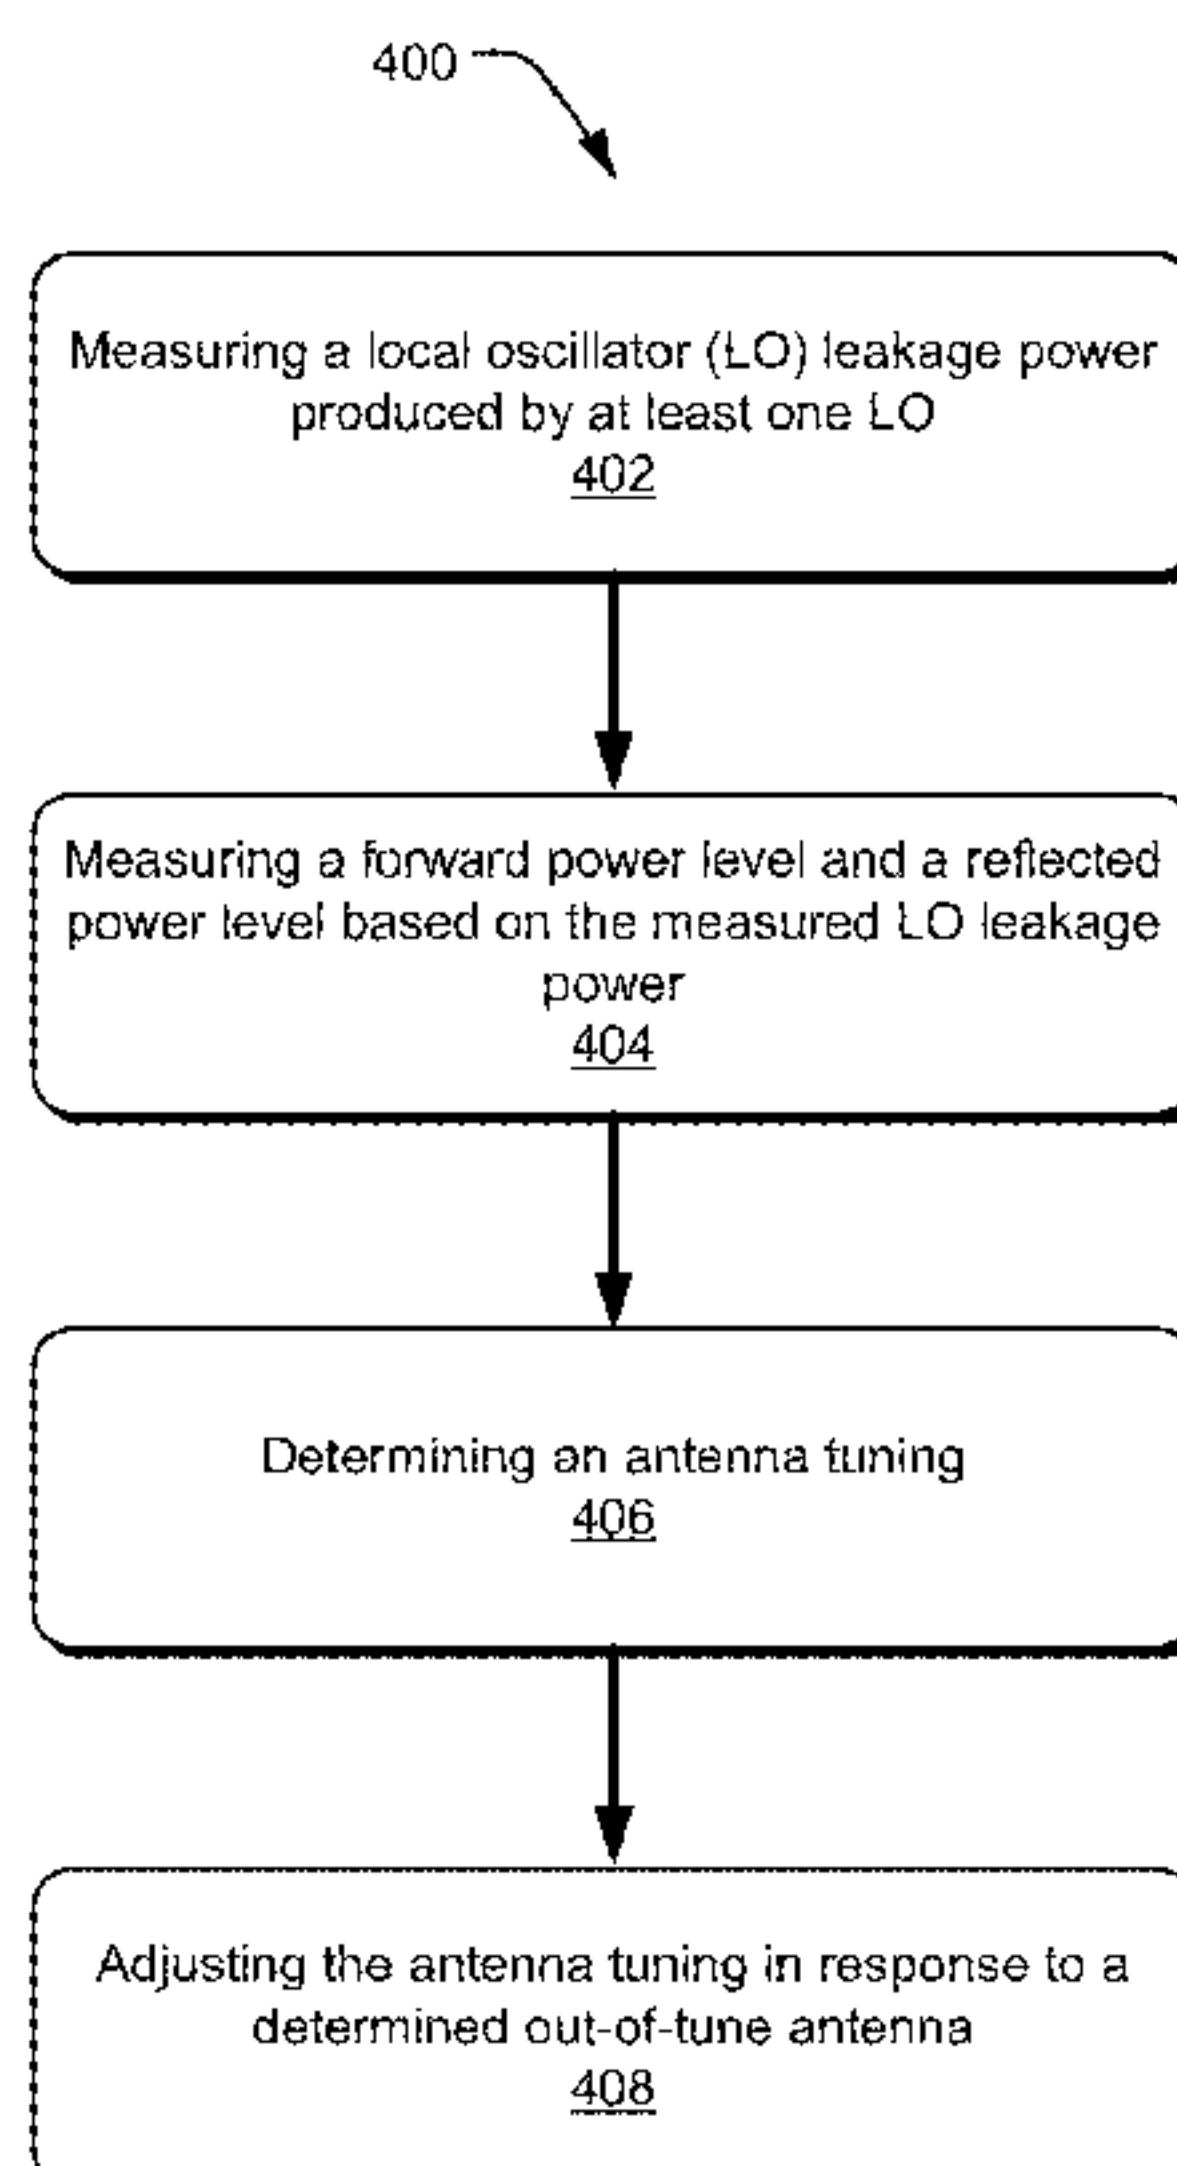 400
Measuring a local oscillator (LO) leakage power
produced by at least one LO
402
Measuring a forward power level and a reflected
power level based on the measured LO leakage
power
404
Determining an antenna tuning
406
Adjusting the antenna tuning in response to a
determined out-of-tune antenna
408